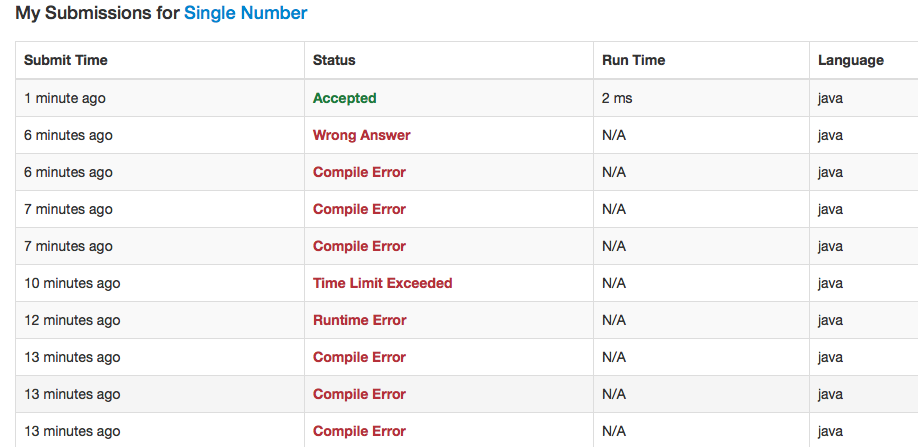 My Submissions for Single Number
Submit Time Status Run Time Language
1 minute ago Accepted 2 ms java
6 minutes ago Wrong Answer N/A java
6 minutes ago Compile Error N/A java
7 minutes ago Compile Error N/A java
7 minutes ago Compile Error N/A java
10 minutes ago Time Limit Exceeded N/A java
12 minutes ago Runtime Error N/A java
13 minutes ago Compile Error N/A java
13 minutes ago Compile Error N/A java
13 minutes ago Compile Error N/A java